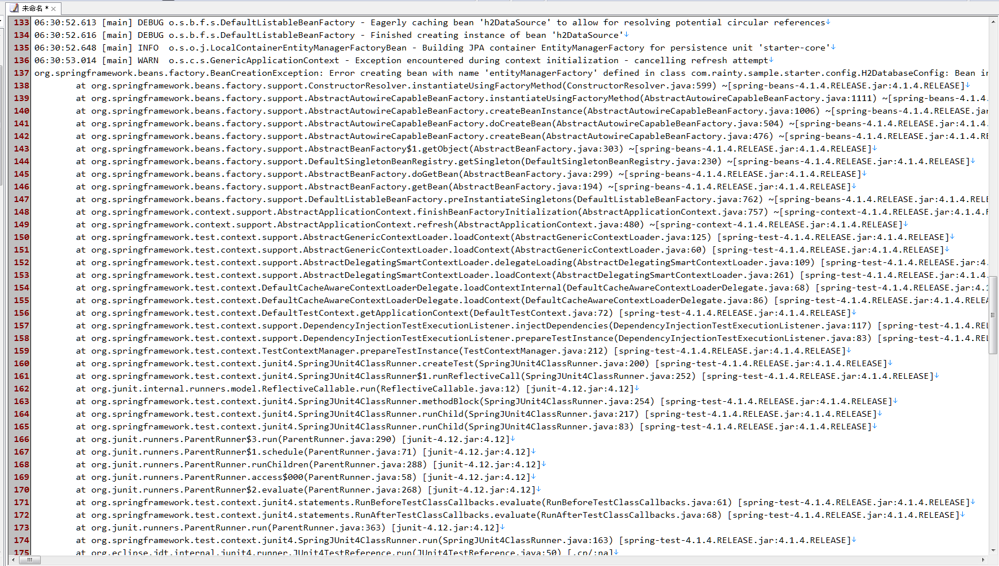 未命名 *
133 06:30:52.613 [main] DEBUG o.s.b.f.s.DefaultListableBeanFactory - Eagerly caching bean 'h2DataSource' to allow for resolving potential circular references↓
134 06:30:52.616 [main] DEBUG o.s.b.f.s.DefaultListableBeanFactory - Finished creating instance of bean 'h2DataSource'↓
135 06:30:52.648 [main] INFO  o.s.o.j.LocalContainerEntityManagerFactoryBean - Building JPA container EntityManagerFactory for persistence unit 'starter-core'↓
136 06:30:53.014 [main] WARN  o.s.c.s.GenericApplicationContext - Exception encountered during context initialization - cancelling refresh attempt↓
137 org.springframework.beans.factory.BeanCreationException: Error creating bean with name 'entityManagerFactory' defined in class com.rainty.sample.starter.config.H2DatabaseConfig: Bean in
138 at org.springframework.beans.factory.support.ConstructorResolver.instantiateUsingFactoryMethod(ConstructorResolver.java:599) ~[spring-beans-4.1.4.RELEASE.jar:4.1.4.RELEASE]↓
139 at org.springframework.beans.factory.support.AbstractAutowireCapableBeanFactory.instantiateUsingFactoryMethod(AbstractAutowireCapableBeanFactory.java:1111) ~[spring-beans-4.1.4.
140 at org.springframework.beans.factory.support.AbstractAutowireCapableBeanFactory.createBeanInstance(AbstractAutowireCapableBeanFactory.java:1006) ~[spring-beans-4.1.4.RELEASE.jar
141 at org.springframework.beans.factory.support.AbstractAutowireCapableBeanFactory.doCreateBean(AbstractAutowireCapableBeanFactory.java:504) ~[spring-beans-4.1.4.RELEASE.jar:4.1.4.
142 at org.springframework.beans.factory.support.AbstractAutowireCapableBeanFactory.createBean(AbstractAutowireCapableBeanFactory.java:476) ~[spring-beans-4.1.4.RELEASE.jar:4.1.4.RE
143 at org.springframework.beans.factory.support.AbstractBeanFactory$1.getObject(AbstractBeanFactory.java:303) ~[spring-beans-4.1.4.RELEASE.jar:4.1.4.RELEASE]↓
144 at org.springframework.beans.factory.support.DefaultSingletonBeanRegistry.getSingleton(DefaultSingletonBeanRegistry.java:230) ~[spring-beans-4.1.4.RELEASE.jar:4.1.4.RELEASE]↓
145 at org.springframework.beans.factory.support.AbstractBeanFactory.doGetBean(AbstractBeanFactory.java:299) ~[spring-beans-4.1.4.RELEASE.jar:4.1.4.RELEASE]↓
146 at org.springframework.beans.factory.support.AbstractBeanFactory.getBean(AbstractBeanFactory.java:194) ~[spring-beans-4.1.4.RELEASE.jar:4.1.4.RELEASE]↓
147 at org.springframework.beans.factory.support.DefaultListableBeanFactory.preInstantiateSingletons(DefaultListableBeanFactory.java:762) ~[spring-beans-4.1.4.RELEASE.jar:4.1.4.RELE
148 at org.springframework.context.support.AbstractApplicationContext.finishBeanFactoryInitialization(AbstractApplicationContext.java:757) ~[spring-context-4.1.4.RELEASE.jar:4.1.4.R
149 at org.springframework.context.support.AbstractApplicationContext.refresh(AbstractApplicationContext.java:480) ~[spring-context-4.1.4.RELEASE.jar:4.1.4.RELEASE]↓
150 at org.springframework.test.context.support.AbstractGenericContextLoader.loadContext(AbstractGenericContextLoader.java:125) [spring-test-4.1.4.RELEASE.jar:4.1.4.RELEASE]↓
151 at org.springframework.test.context.support.AbstractGenericContextLoader.loadContext(AbstractGenericContextLoader.java:60) [spring-test-4.1.4.RELEASE.jar:4.1.4.RELEASE]↓
152 at org.springframework.test.context.support.AbstractDelegatingSmartContextLoader.delegateLoading(AbstractDelegatingSmartContextLoader.java:109) [spring-test-4.1.4.RELEASE.jar:4.
153 at org.springframework.test.context.support.AbstractDelegatingSmartContextLoader.loadContext(AbstractDelegatingSmartContextLoader.java:261) [spring-test-4.1.4.RELEASE.jar:4.1.4.
154 at org.springframework.test.context.DefaultCacheAwareContextLoaderDelegate.loadContextInternal(DefaultCacheAwareContextLoaderDelegate.java:68) [spring-test-4.1.4.RELEASE.jar:4.1
155 at org.springframework.test.context.DefaultCacheAwareContextLoaderDelegate.loadContext(DefaultCacheAwareContextLoaderDelegate.java:86) [spring-test-4.1.4.RELEASE.jar:4.1.4.RELEA
156 at org.springframework.test.context.DefaultTestContext.getApplicationContext(DefaultTestContext.java:72) [spring-test-4.1.4.RELEASE.jar:4.1.4.RELEASE]↓
157 at org.springframework.test.context.support.DependencyInjectionTestExecutionListener.injectDependencies(DependencyInjectionTestExecutionListener.java:117) [spring-test-4.1.4.REL
158 at org.springframework.test.context.support.DependencyInjectionTestExecutionListener.prepareTestInstance(DependencyInjectionTestExecutionListener.java:83) [spring-test-4.1.4.REL
159 at org.springframework.test.context.TestContextManager.prepareTestInstance(TestContextManager.java:212) [spring-test-4.1.4.RELEASE.jar:4.1.4.RELEASE]↓
160 at org.springframework.test.context.junit4.SpringJUnit4ClassRunner.createTest(SpringJUnit4ClassRunner.java:200) [spring-test-4.1.4.RELEASE.jar:4.1.4.RELEASE]↓
161 at org.springframework.test.context.junit4.SpringJUnit4ClassRunner$1.runReflectiveCall(SpringJUnit4ClassRunner.java:252) [spring-test-4.1.4.RELEASE.jar:4.1.4.RELEASE]↓
162 at org.junit.internal.runners.model.ReflectiveCallable.run(ReflectiveCallable.java:12) [junit-4.12.jar:4.12]↓
163 at org.springframework.test.context.junit4.SpringJUnit4ClassRunner.methodBlock(SpringJUnit4ClassRunner.java:254) [spring-test-4.1.4.RELEASE.jar:4.1.4.RELEASE]↓
164 at org.springframework.test.context.junit4.SpringJUnit4ClassRunner.runChild(SpringJUnit4ClassRunner.java:217) [spring-test-4.1.4.RELEASE.jar:4.1.4.RELEASE]↓
165 at org.springframework.test.context.junit4.SpringJUnit4ClassRunner.runChild(SpringJUnit4ClassRunner.java:83) [spring-test-4.1.4.RELEASE.jar:4.1.4.RELEASE]↓
166 at org.junit.runners.ParentRunner$3.run(ParentRunner.java:290) [junit-4.12.jar:4.12]↓
167 at org.junit.runners.ParentRunner$1.schedule(ParentRunner.java:71) [junit-4.12.jar:4.12]↓
168 at org.junit.runners.ParentRunner.runChildren(ParentRunner.java:288) [junit-4.12.jar:4.12]↓
169 at org.junit.runners.ParentRunner.access$000(ParentRunner.java:58) [junit-4.12.jar:4.12]↓
170 at org.junit.runners.ParentRunner$2.evaluate(ParentRunner.java:268) [junit-4.12.jar:4.12]↓
171 at org.springframework.test.context.junit4.statements.RunBeforeTestClassCallbacks.evaluate(RunBeforeTestClassCallbacks.java:61) [spring-test-4.1.4.RELEASE.jar:4.1.4.RELEASE]↓
172 at org.springframework.test.context.junit4.statements.RunAfterTestClassCallbacks.evaluate(RunAfterTestClassCallbacks.java:68) [spring-test-4.1.4.RELEASE.jar:4.1.4.RELEASE]↓
173 at org.junit.runners.ParentRunner.run(ParentRunner.java:363) [junit-4.12.jar:4.12]↓
174 at org.springframework.test.context.junit4.SpringJUnit4ClassRunner.run(SpringJUnit4ClassRunner.java:163) [spring-test-4.1.4.RELEASE.jar:4.1.4.RELEASE]↓
175 at org.eclipse.jdt.internal.junit4.runner.JUnit4TestReference.run(JUnit4TestReference.java:50) [.cp/:na]↓